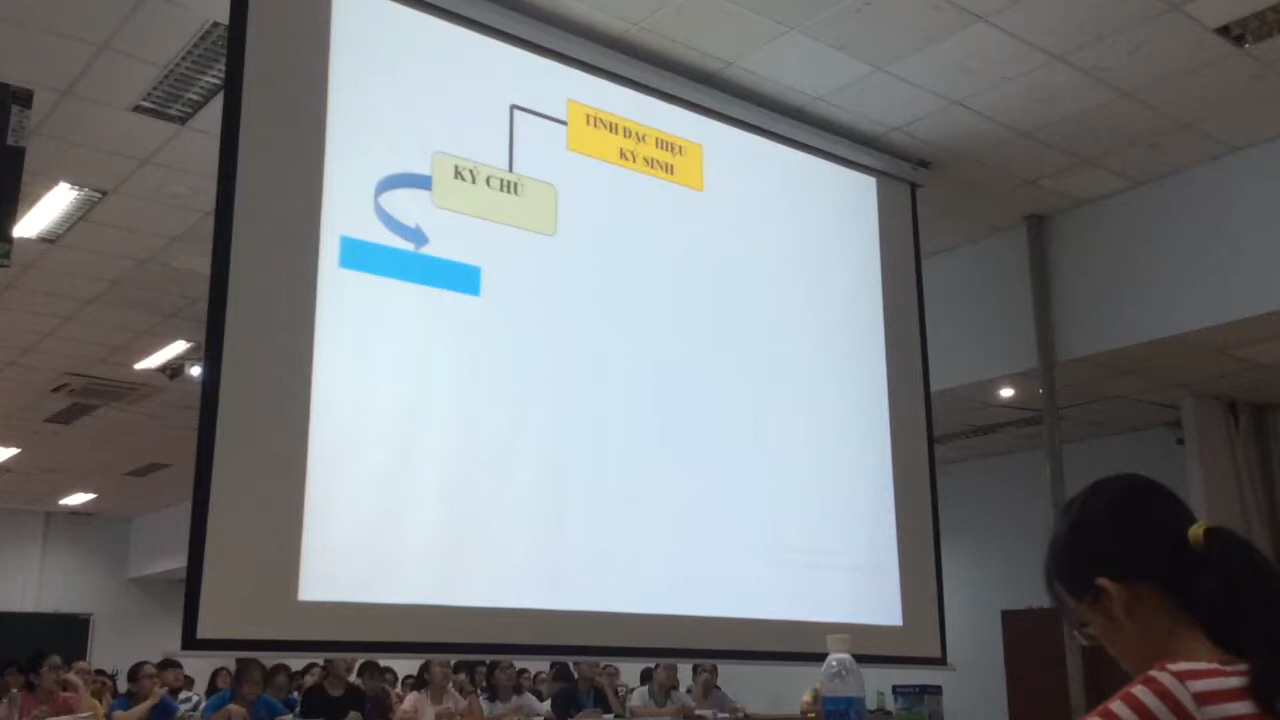 TÍNH ĐẶC HIỆU
KÝ SINH
KÝ CHỦ